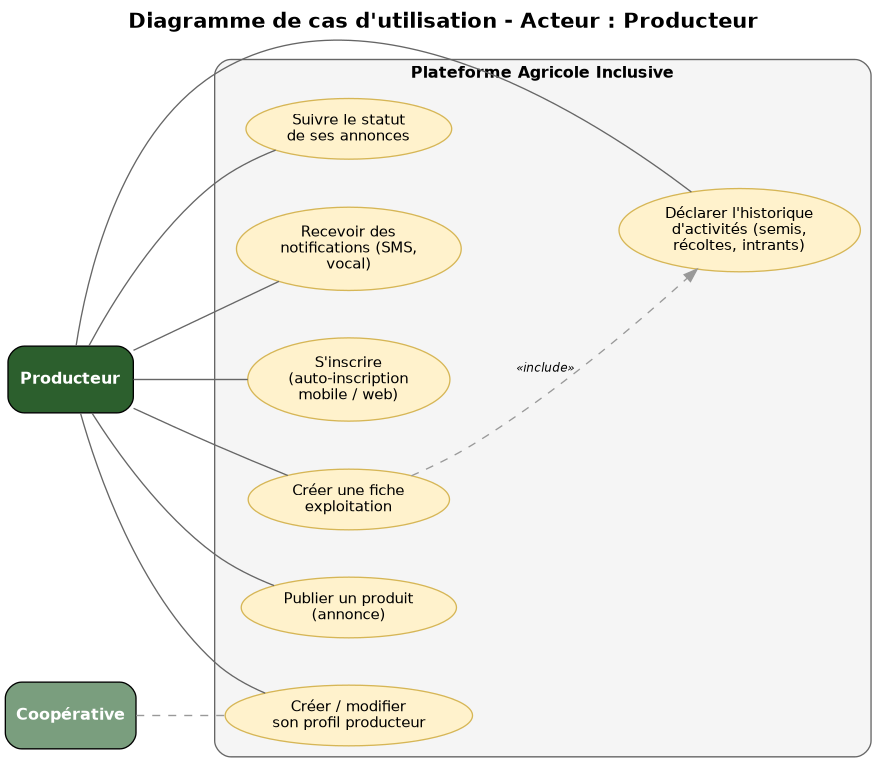 Diagramme de cas d'utilisation - Acteur : Producteur
Plateforme Agricole Inclusive
Suivre le statut
de ses annonces
Recevoir des
notifications (SMS,
vocal)
Déclarer l'historique
d'activités (semis,
récoltes, intrants)
Producteur
S'inscrire
(auto-inscription
mobile / web)
«include»
Créer une fiche
exploitation
Publier un produit
(annonce)
Coopérative
Créer / modifier
son profil producteur